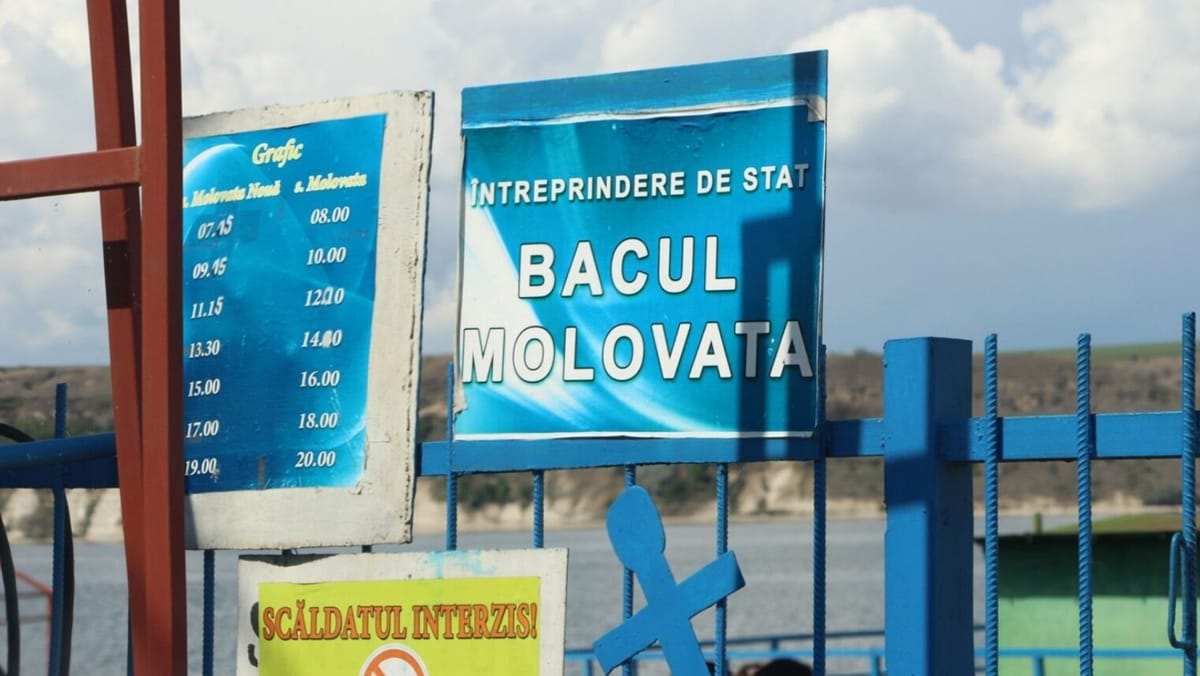 Grafic
s. Molovata Nouă s. Molovata
07.45 08.00
09.45 10.00
11.15 12.10
13.30 14.00
15.00 16.00
17.00 18.00
19.00 20.00
ÎNTREPRINDERE DE STAT
BACUL
MOLOVATA
SCĂLDATUL INTERZIS!